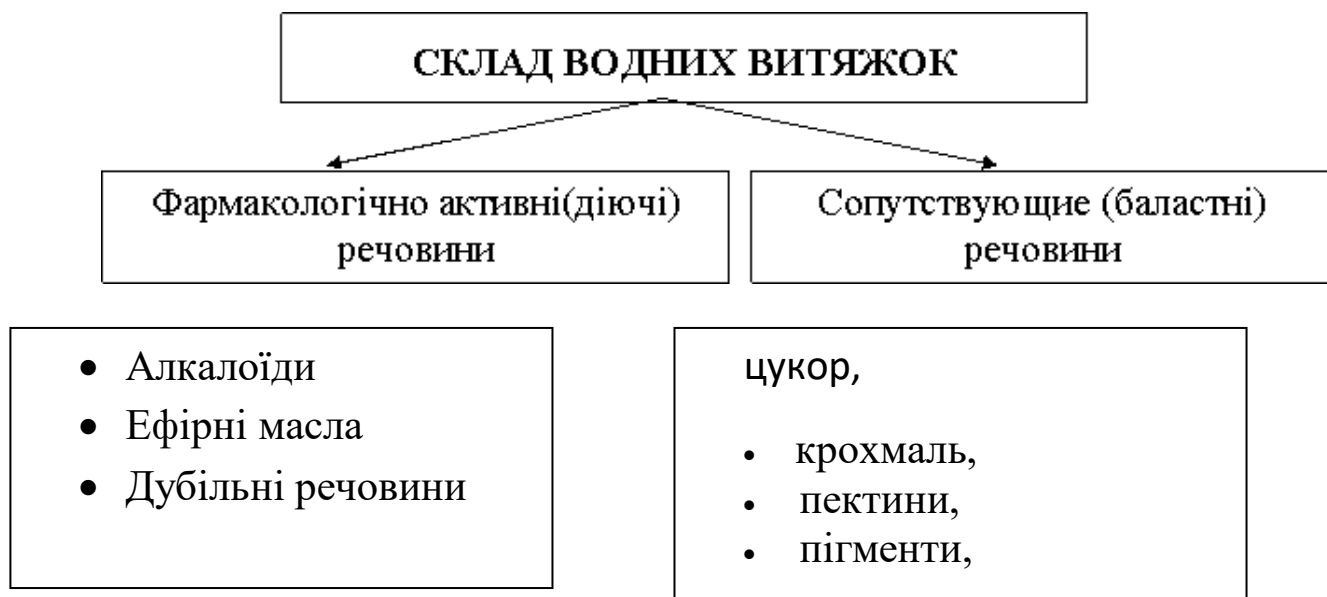 СКЛАД ВОДНИХ ВИТЯЖОК
Фармакологічно активні(діючі)
речовини
Сопутствующие (баластні)
речовини
• Алкалоїди
• Ефірні масла
• Дубільні речовини
цукор,
• крохмаль,
• пектини,
• пігменти,